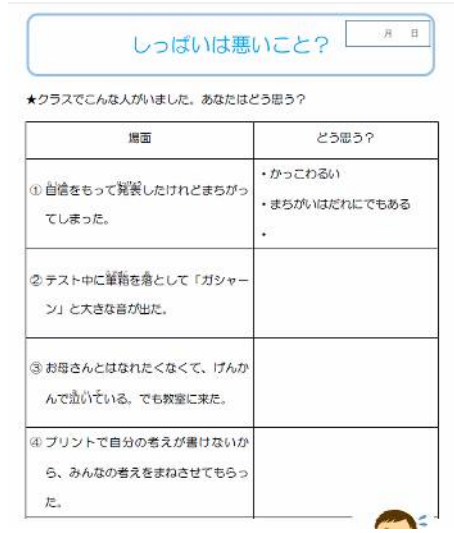 しっぱいは悪いこと？
月　日
★クラスでこんな人がいました。あなたはどう思う？
場面
どう思う？
① 自信をもって発表したけれどまちがっ
てしまった。
・かっこわるい
・まちがいはだれにでもある
・
② テスト中に筆箱を落として「ガシャー
ン」と大きな音が出た。
③ お母さんとはなれたくなくて、げんか
んで泣いている。でも教室に来た。
④ プリントで自分の考えが書けないか
ら、みんなの考えをまねさせてもらっ
た。